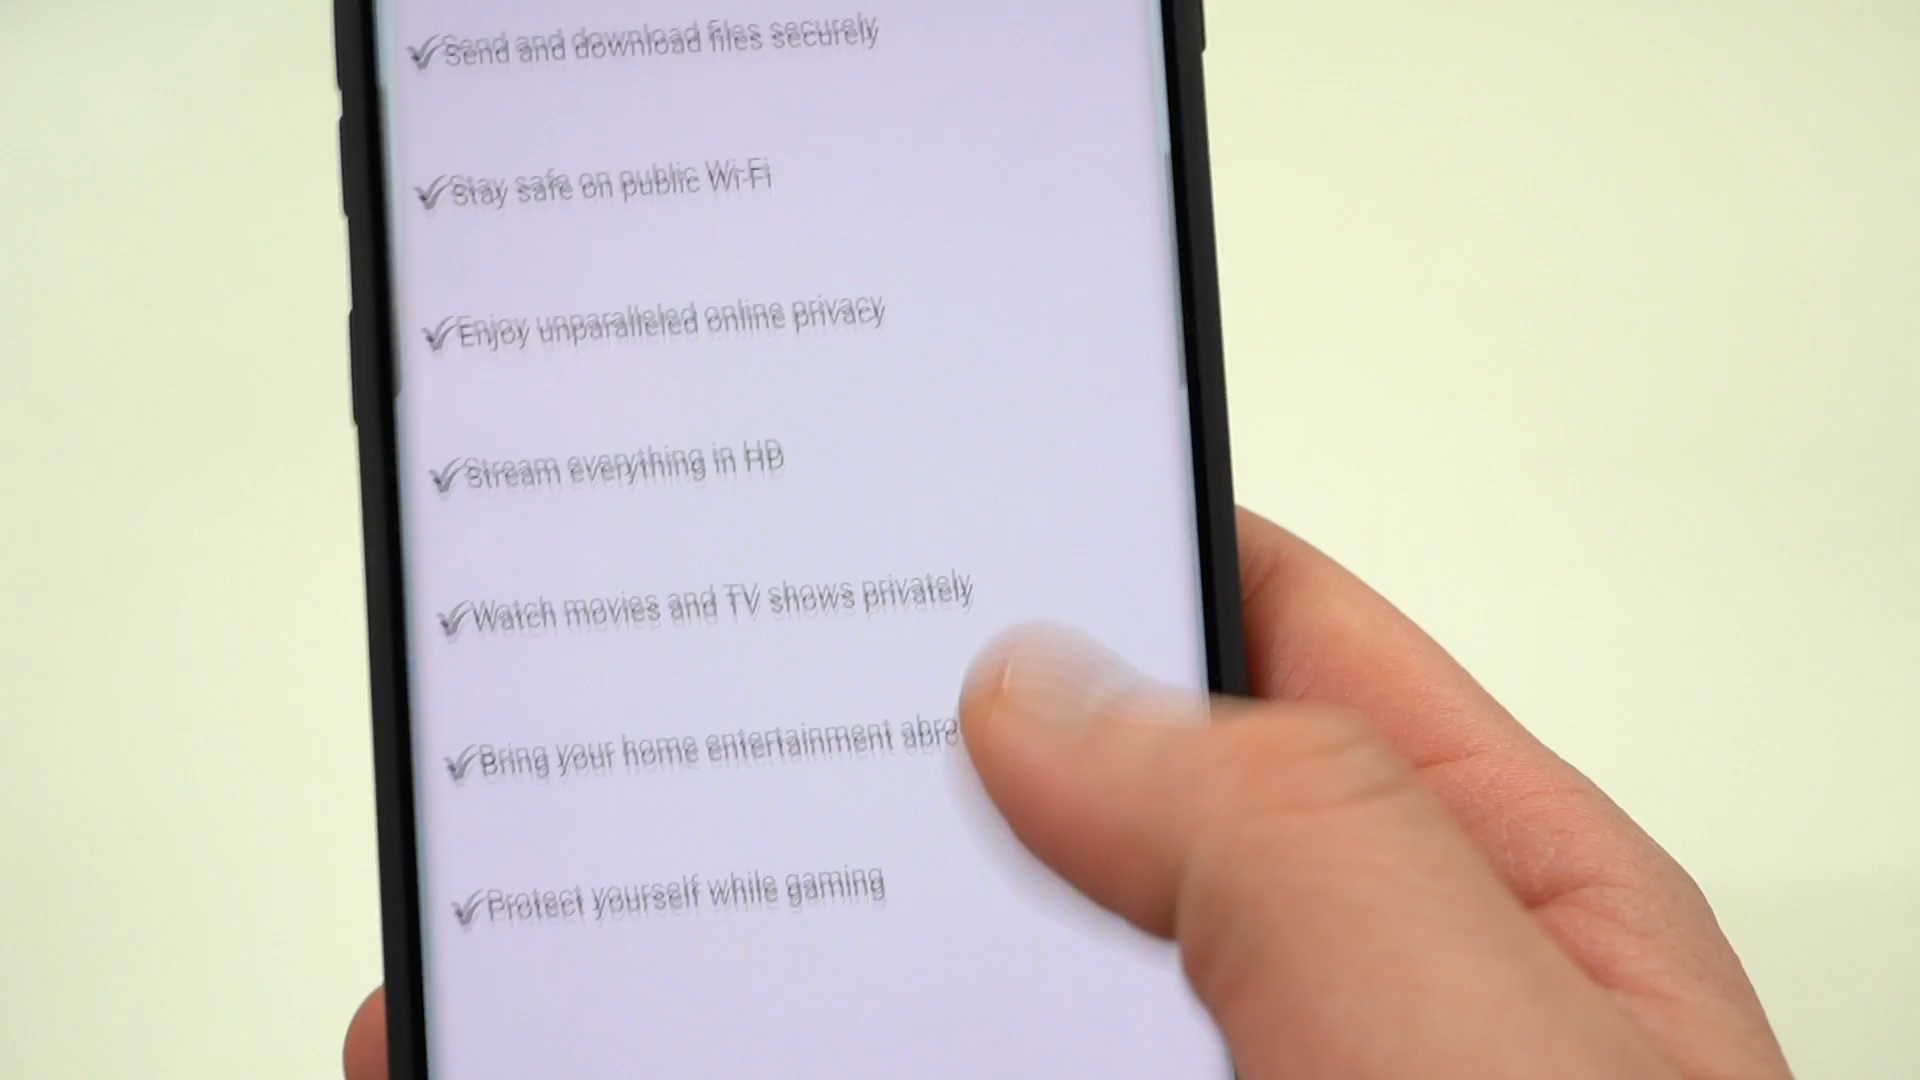 ✓ Send and download files securely
✓ Stay safe on public Wi-Fi
✓ Enjoy unparalleled online privacy
✓ Stream everything in HD
✓ Watch movies and TV shows privately
✓ Bring your home entertainment abro
✓ Protect yourself while gaming